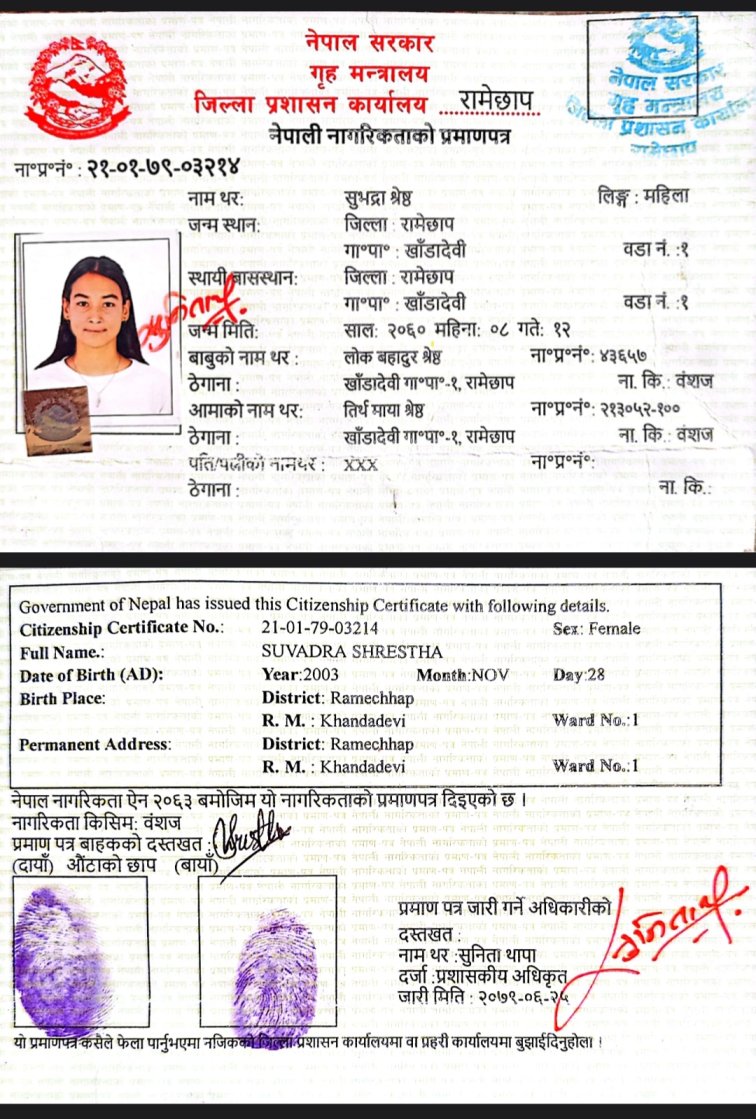 नेपाल सरकार
गृह मन्त्रालय
जिल्ला प्रशासन कार्यालय रामेछाप
नेपाली नागरिकताको प्रमाणपत्र
नेपाल सरकार
गृह मन्त्रालय
जिल्ला प्रशासन कार्यालय
रामेछाप
ना॰प्र॰नं॰ : २१-०१-७९-०३२१४
नाम थर: सुभद्रा श्रेष्ठ लिङ्ग : महिला
जन्म स्थान: जिल्ला : रामेछाप
गा॰पा॰ : खाँडादेवी वडा नं. :१
स्थायी बासस्थान: जिल्ला : रामेछाप
गा॰पा॰ : खाँडादेवी वडा नं. :१
जन्म मिति: साल: २०६० महिना: ०८ गते: १२
बाबुको नाम थर : लोक बहादुर श्रेष्ठ ना॰प्र॰नं॰: ४३६५७
ठेगाना : खाँडादेवी गा॰पा॰-१, रामेछाप ना. कि.: वंशज
आमाको नाम थर: तिर्थ माया श्रेष्ठ ना॰प्र॰नं॰: २१३०५२-१००
ठेगाना : खाँडादेवी गा॰पा॰-१, रामेछाप ना. कि.: वंशज
पति/पत्नीको नामथर : XXX ना॰प्र॰नं॰:
ठेगाना : ना. कि.:
Government of Nepal has issued this Citizenship Certificate with following details.
Citizenship Certificate No.: 21-01-79-03214 Sex: Female
Full Name.: SUVADRA SHRESTHA
Date of Birth (AD): Year:2003 Month:NOV Day:28
Birth Place: District: Ramechhap
R. M. : Khandadevi Ward No.:1
Permanent Address: District: Ramechhap
R. M. : Khandadevi Ward No.:1
नेपाल नागरिकता ऐन २०६३ बमोजिम यो नागरिकताको प्रमाणपत्र दिइएको छ ।
नागरिकता किसिम: वंशज
प्रमाण पत्र बाहकको दस्तखत :
(दायाँ) औंठाको छाप (बायाँ)
प्रमाण पत्र जारी गर्ने अधिकारीको
दस्तखत :
नाम थर :सुनिता थापा
दर्जा :प्रशासकीय अधिकृत
जारी मिति : २०७९-०६-२५
यो प्रमाणपत्र कसैले फेला पार्नुभएमा नजिकको जिल्ला प्रशासन कार्यालयमा वा प्रहरी कार्यालयमा बुझाईदिनुहोला !